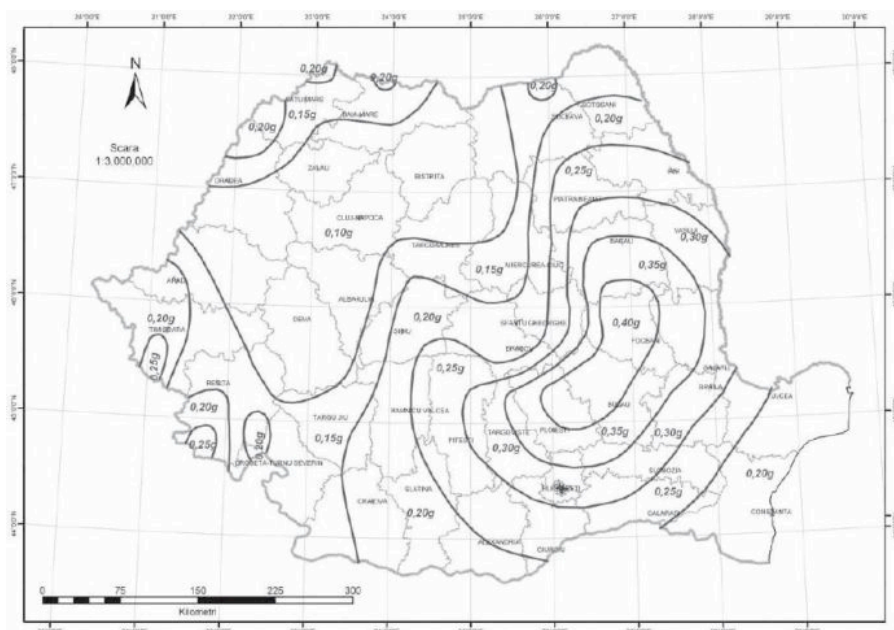 N
Scara
1:3,000,000
0,20g
0,20g
0,20g
SATU MARE
0,15g
BAIA MARE
0,20g
BOTOSANI
SUCEAVA
0,20g
ORADEA
ZALAU
BISTRITA
0,25g
IASI
PIATRA NEAMT
CLUJ-NAPOCA
0,10g
TARGU MURES
0,15g
MIERCUREA-CIUC
BACAU
VASLUI
0,30g
0,35g
ARAD
ALBA IULIA
DEVA
0,20g
SIBIU
SFANTU GHEORGHE
0,40g
0,20g
TIMISOARA
BRASOV
FOCSANI
0,25g
0,25g
RESITA
GALATI
BRAILA
TULCEA
0,20g
TARGU JIU
RAMNICU VALCEA
BUZAU
0,15g
PITESTI
TARGOVISTE
PLOIESTI
0,35g
0,30g
0,25g
0,20g
0,30g
DROBETA-TURNU SEVERIN
SLOBOZIA
0,20g
0,25g
CRAIOVA
SLATINA
0,20g
CALARASI
CONSTANTA
ALEXANDRIA
GIURGIU
0 75 150 225 300
Kilometri